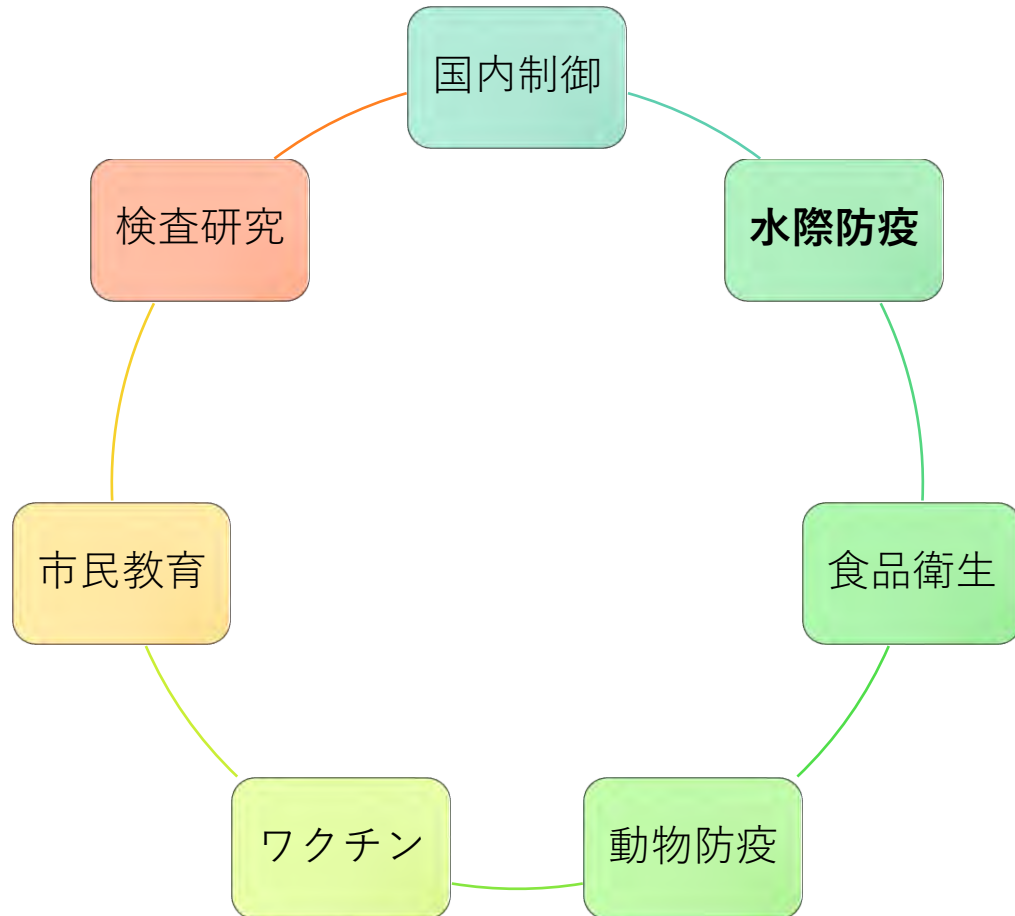 国内制御
水際防疫
食品衛生
動物防疫
ワクチン
市民教育
検査研究